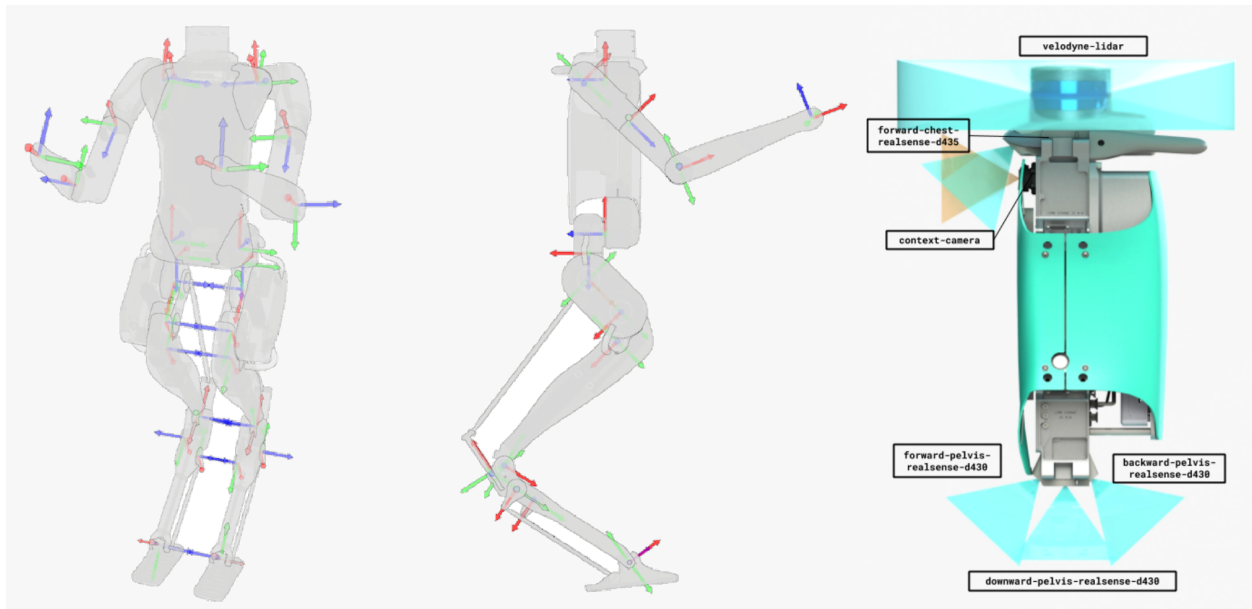 velodyne-lidar
forward-chest-
realsense-d435
context-camera
forward-pelvis-
realsense-d430
backward-pelvis-
realsense-d430
downward-pelvis-realsense-d430